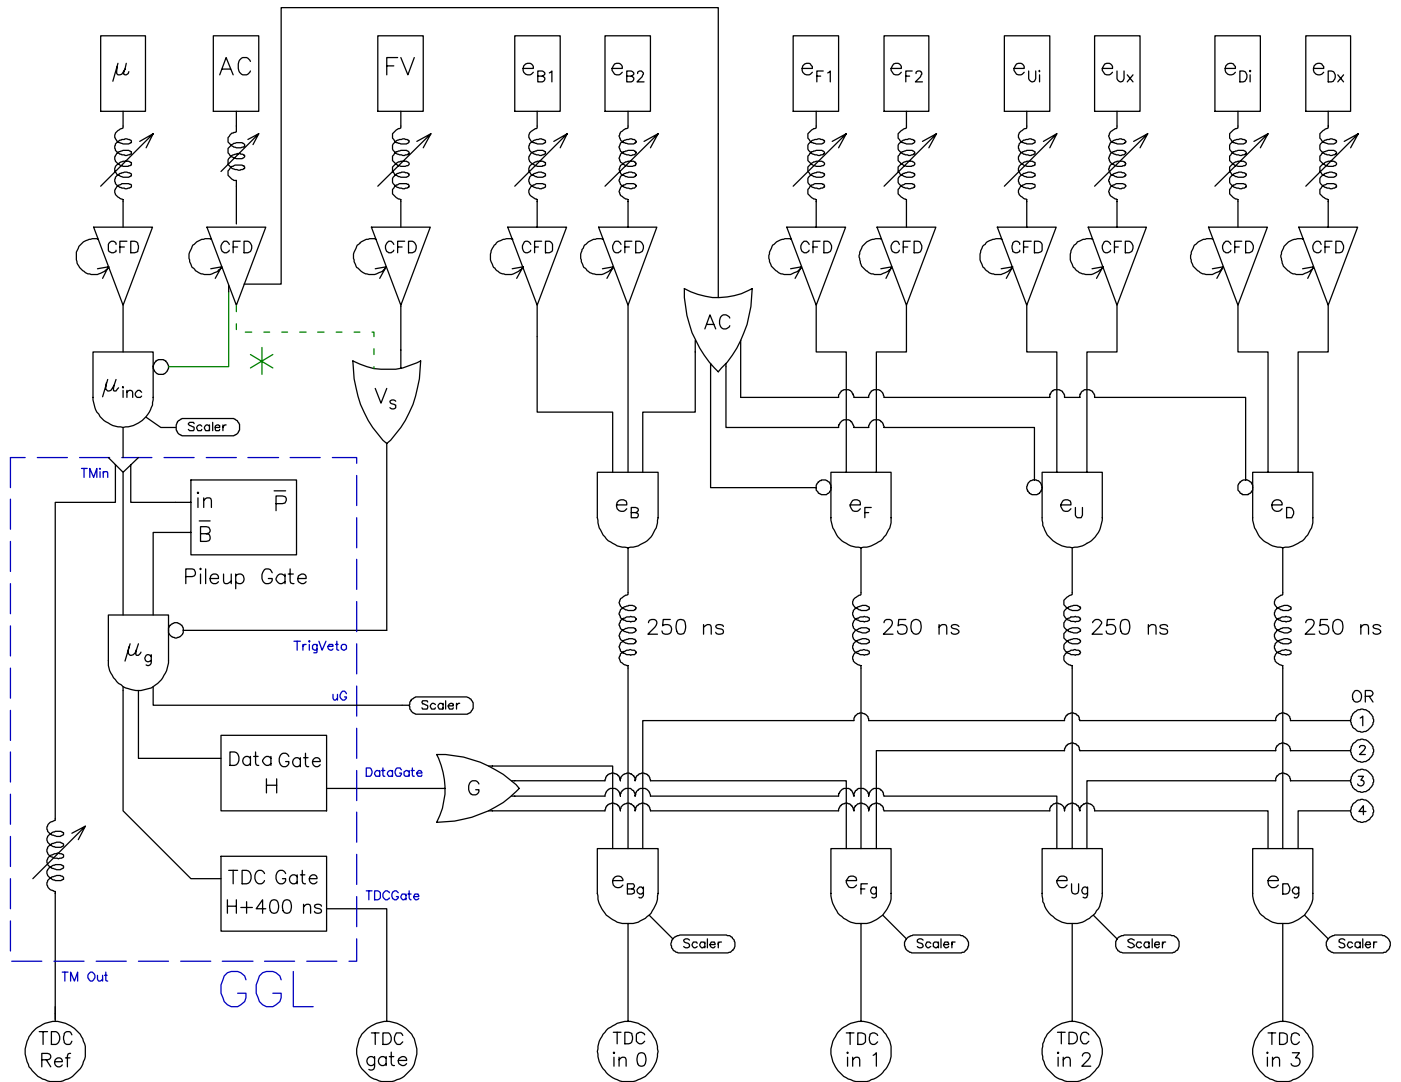 μ AC FV eB1 eB2 eF1 eF2 eUi eUx eDi eDx
CFD CFD CFD CFD CFD CFD CFD CFD CFD CFD CFD
AC
*
μinc Vs
Scaler
TMin
in P̅
B̅
eB eF eU eD
Pileup Gate
250 ns 250 ns 250 ns 250 ns
μg
TrigVeto
uG Scaler
OR
1
2
3
4
Data Gate
H
DataGate
G
TDC Gate
H+400 ns
TDCGate
eBg eFg eUg eDg
Scaler Scaler Scaler Scaler
TM Out
GGL
TDC
Ref
TDC
gate
TDC
in 0
TDC
in 1
TDC
in 2
TDC
in 3